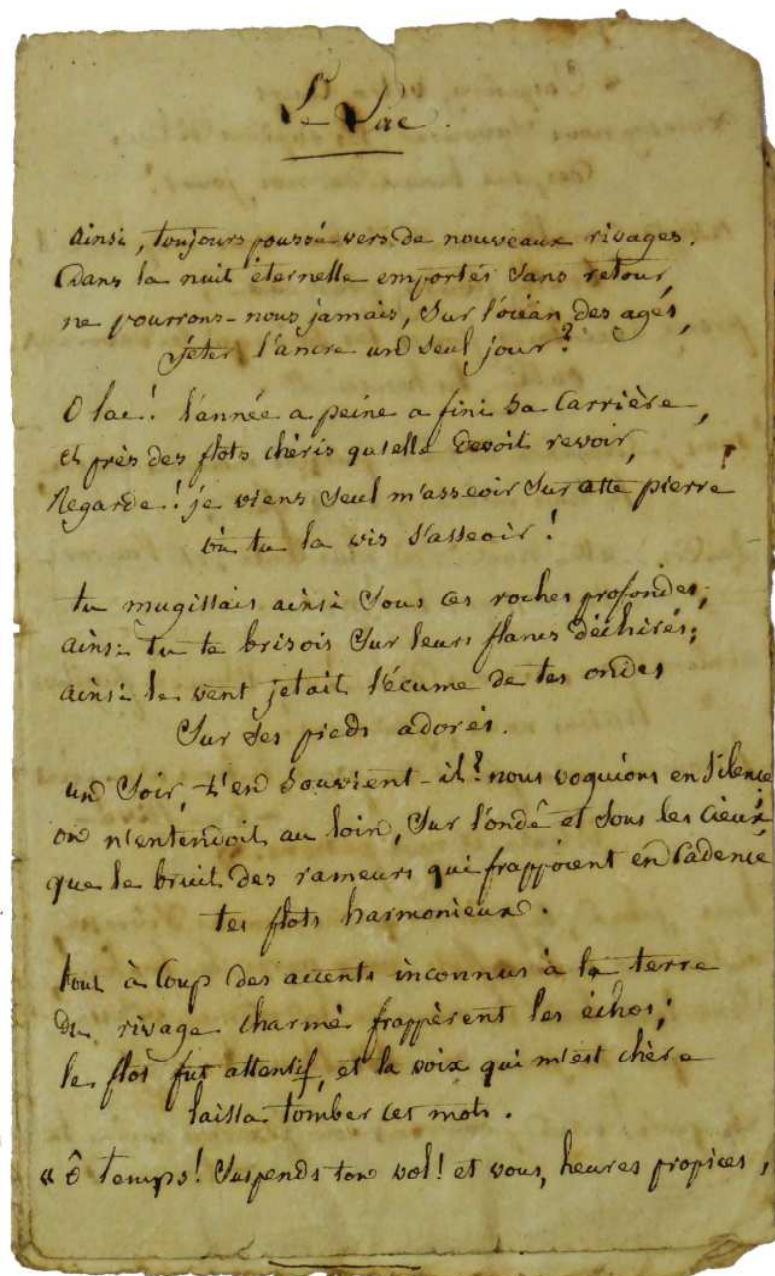 Le Lac.
ainsi, toujours poussés vers de nouveaux rivages.
Dans la nuit éternelle emportés sans retour,
ne pourrons-nous jamais, sur l'océan des ages,
jeter l'ancre un seul jour?
O lac! l'année a peine a fini sa carrière,
et près des flots chèris qu'elle devoit revoir,
Regarde! je viens seul m'asseoir sur cette pierre
où tu la vis s'asseoir!
tu mugissais ainsi sous ces roches profondes;
ainsi tu te brisois sur leurs flancs déchirés;
ainsi le vent jetait l'écume de tes ondes
sur ses pieds adorés.
un soir, t'en souvient-il? nous voguions en silence
on n'entendoit au loin, sur l'onde et sous les cieux,
que le bruit des rameurs qui frappoient en cadence
tes flots harmonieux.
tout à coup des accents inconnus à la terre
du rivage charmé frappèrent les échos;
le flot fut attentif, et la voix qui m'est chère
laissa tomber ces mots.
« ô temps! suspends ton vol! et vous, heures propices,